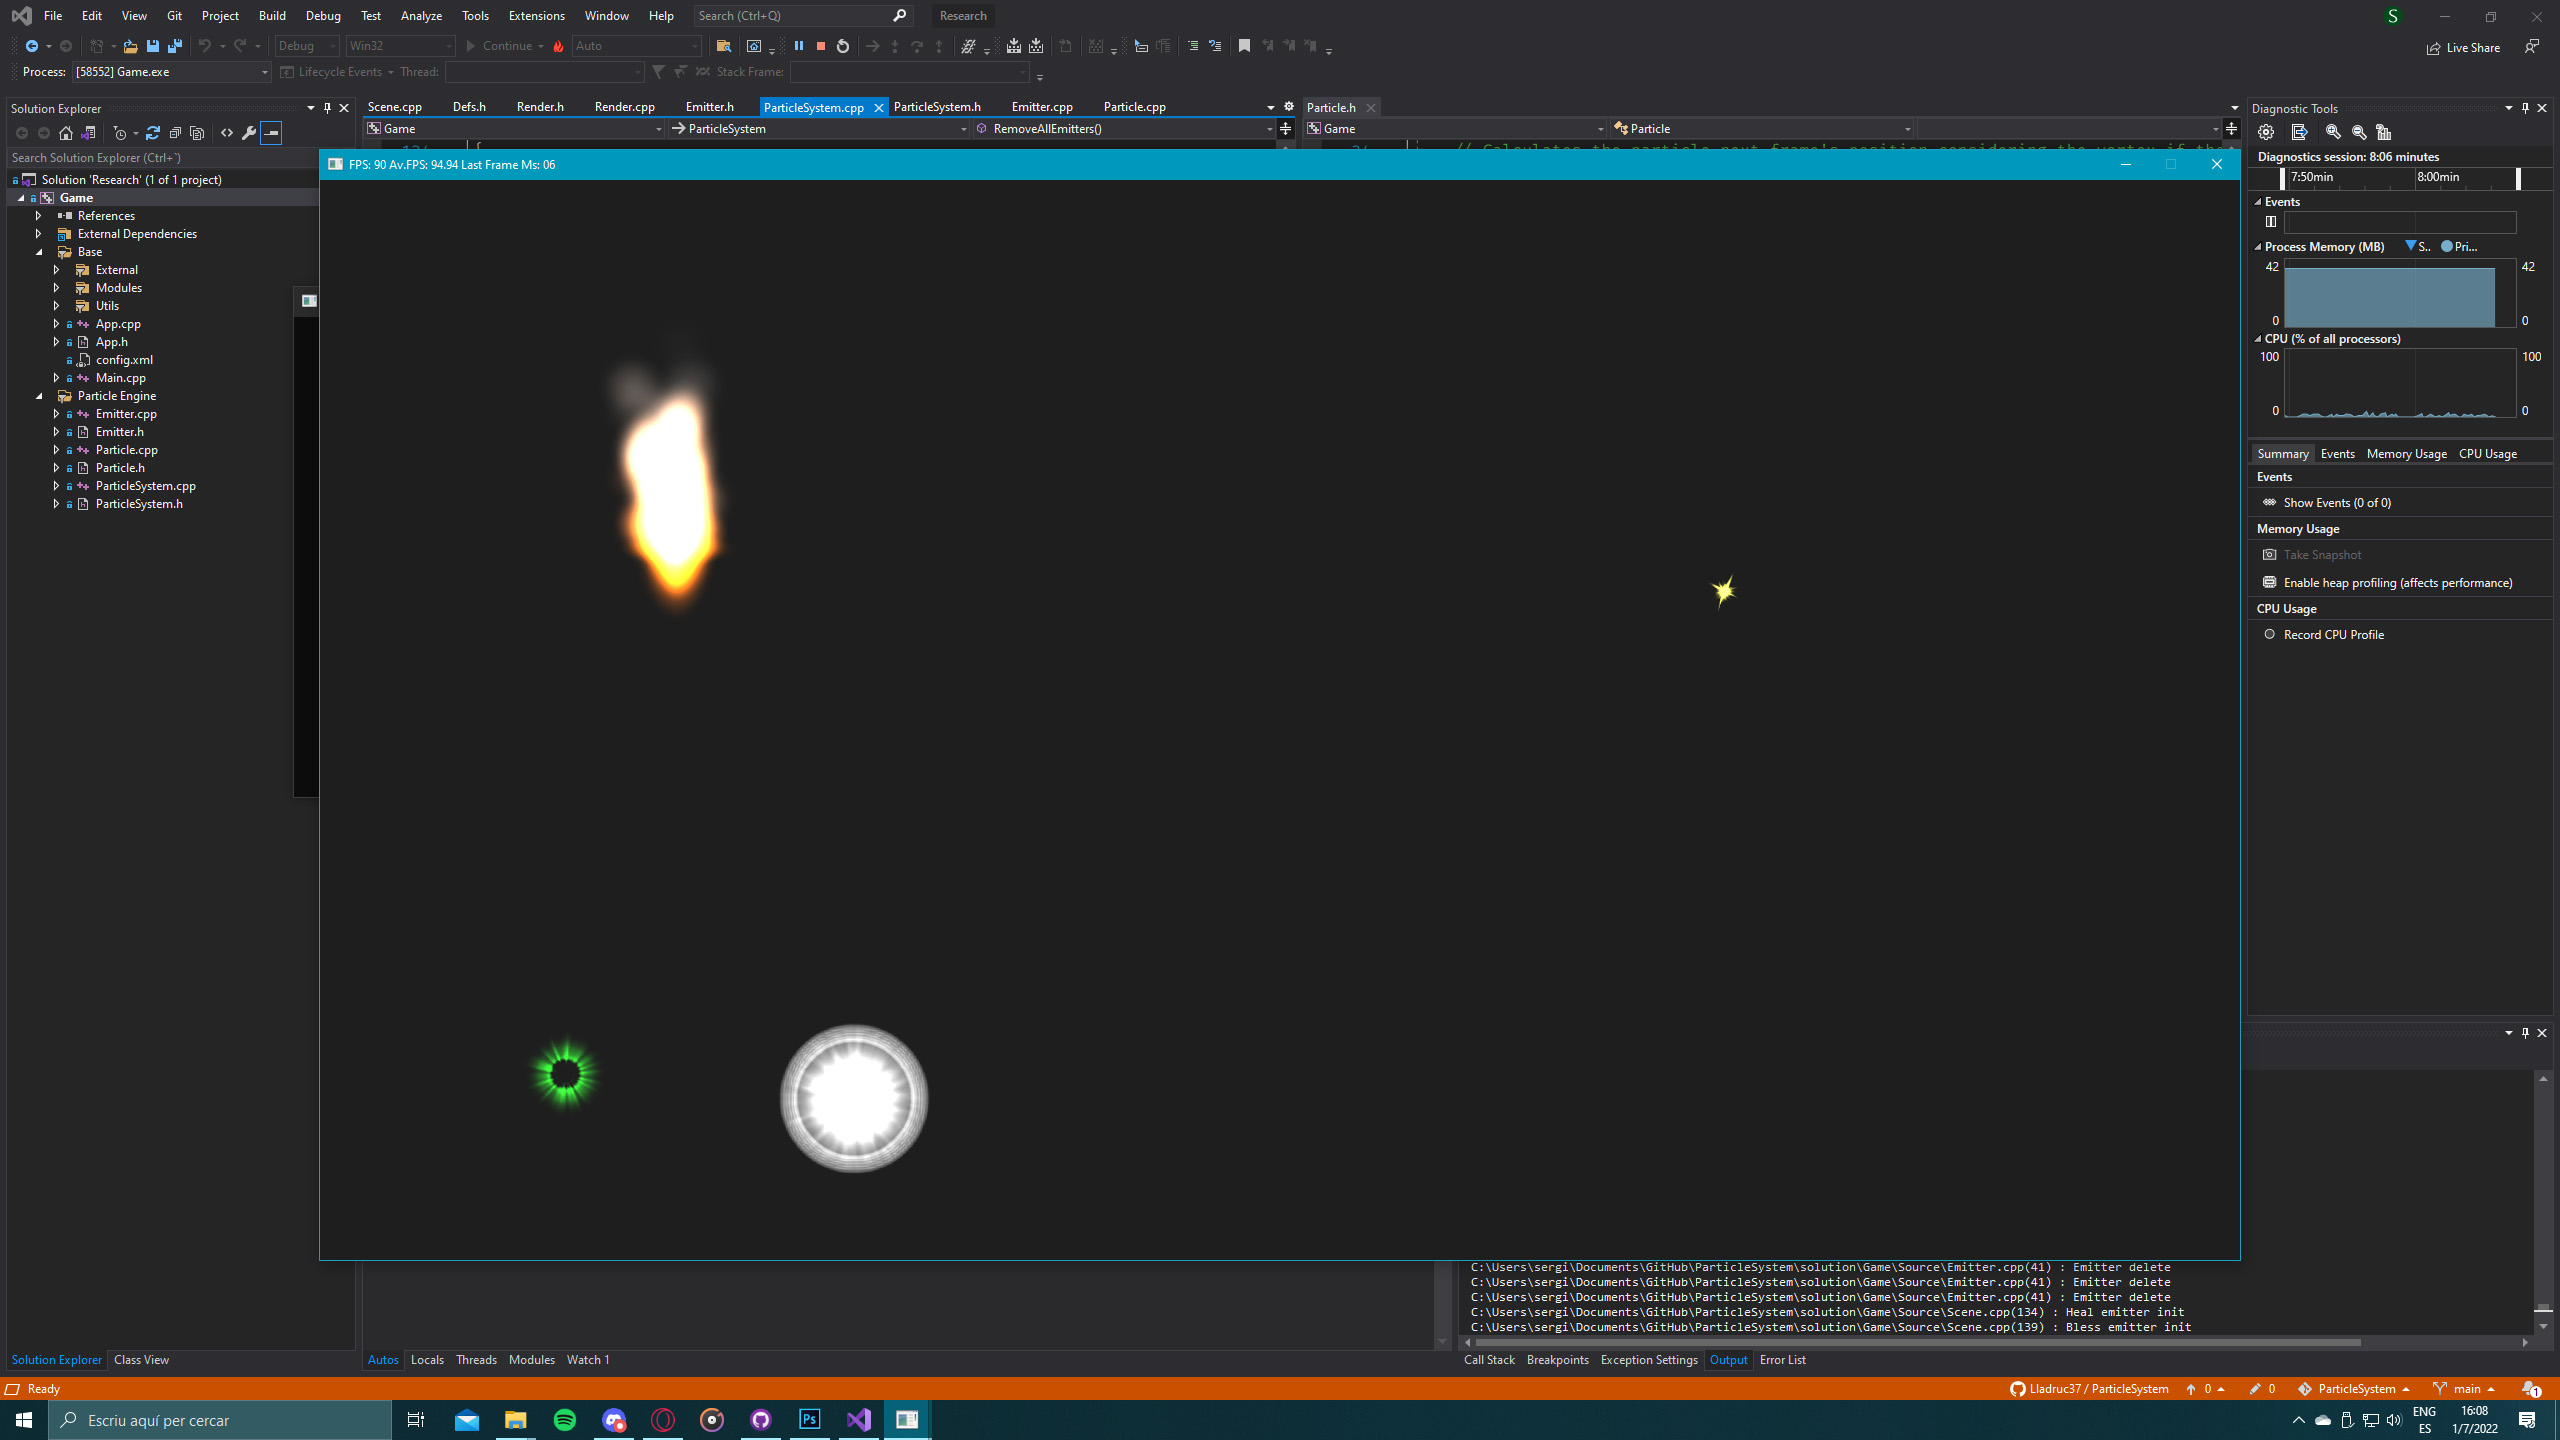 File Edit View Git Project Build Debug Test Analyze Tools Extensions Window Help Search (Ctrl+Q) Research S
Debug Win32 Continue Auto Live Share
Process: [58552] Game.exe Lifecycle Events Thread: Stack Frame:
Solution Explorer
Search Solution Explorer (Ctrl+`)
Solution 'Research' (1 of 1 project)
Game
References
External Dependencies
Base
External
Modules
Utils
App.cpp
App.h
config.xml
Main.cpp
Particle Engine
Emitter.cpp
Emitter.h
Particle.cpp
Particle.h
ParticleSystem.cpp
ParticleSystem.h
Scene.cpp Defs.h Render.h Render.cpp Emitter.h ParticleSystem.cpp ParticleSystem.h Emitter.cpp Particle.cpp Particle.h
Game ParticleSystem RemoveAllEmitters() Game Particle
FPS: 90 Av.FPS: 94.94 Last Frame Ms: 06
Diagnostic Tools
Diagnostics session: 8:06 minutes
7:50min 8:00min
Events
Process Memory (MB) S.. Pri...
42 42
0 0
CPU (% of all processors)
100 100
0 0
Summary Events Memory Usage CPU Usage
Events
Show Events (0 of 0)
Memory Usage
Take Snapshot
Enable heap profiling (affects performance)
CPU Usage
Record CPU Profile
C:\Users\sergi\Documents\GitHub\ParticleSystem\solution\Game\Source\Emitter.cpp(41) : Emitter delete
C:\Users\sergi\Documents\GitHub\ParticleSystem\solution\Game\Source\Emitter.cpp(41) : Emitter delete
C:\Users\sergi\Documents\GitHub\ParticleSystem\solution\Game\Source\Emitter.cpp(41) : Emitter delete
C:\Users\sergi\Documents\GitHub\ParticleSystem\solution\Game\Source\Scene.cpp(134) : Heal emitter init
C:\Users\sergi\Documents\GitHub\ParticleSystem\solution\Game\Source\Scene.cpp(139) : Bless emitter init
Solution Explorer Class View Autos Locals Threads Modules Watch 1 Call Stack Breakpoints Exception Settings Output Error List
Ready Lladruc37 / ParticleSystem 0 0 ParticleSystem main 1
Escriu aquí per cercar Ps ENG 16:08
ES 1/7/2022